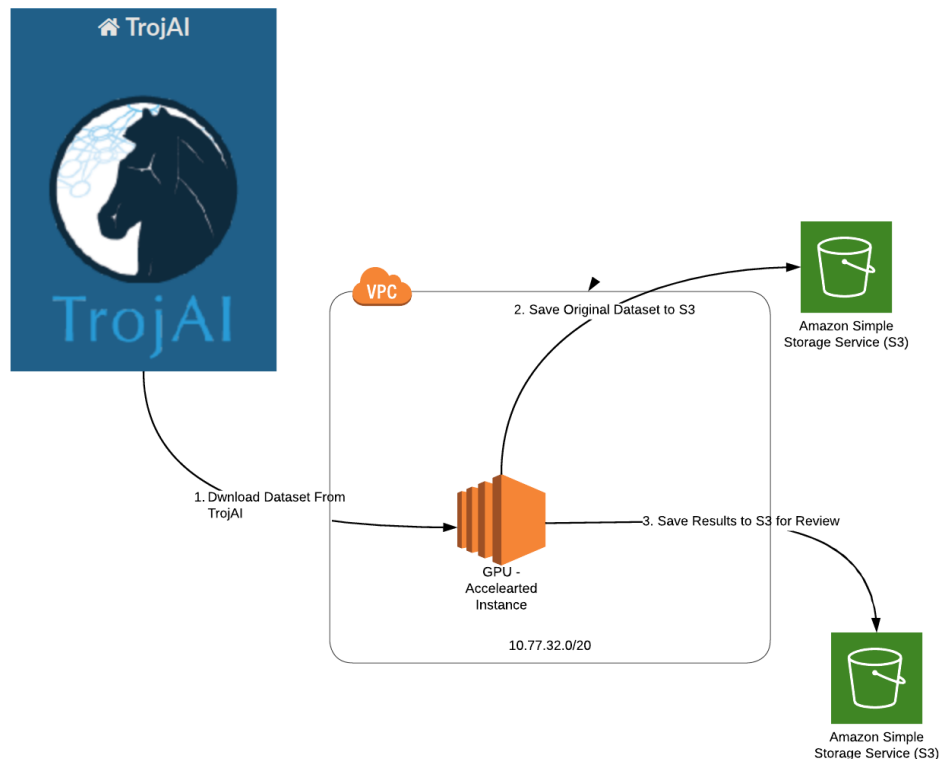 TrojAI
TrojAI
VPC
2. Save Original Dataset to S3
Amazon Simple
Storage Service (S3)
1. Dwnload Dataset From
TrojAI
3. Save Results to S3 for Review
GPU -
Accelearted
Instance
10.77.32.0/20
Amazon Simple
Storage Service (S3)